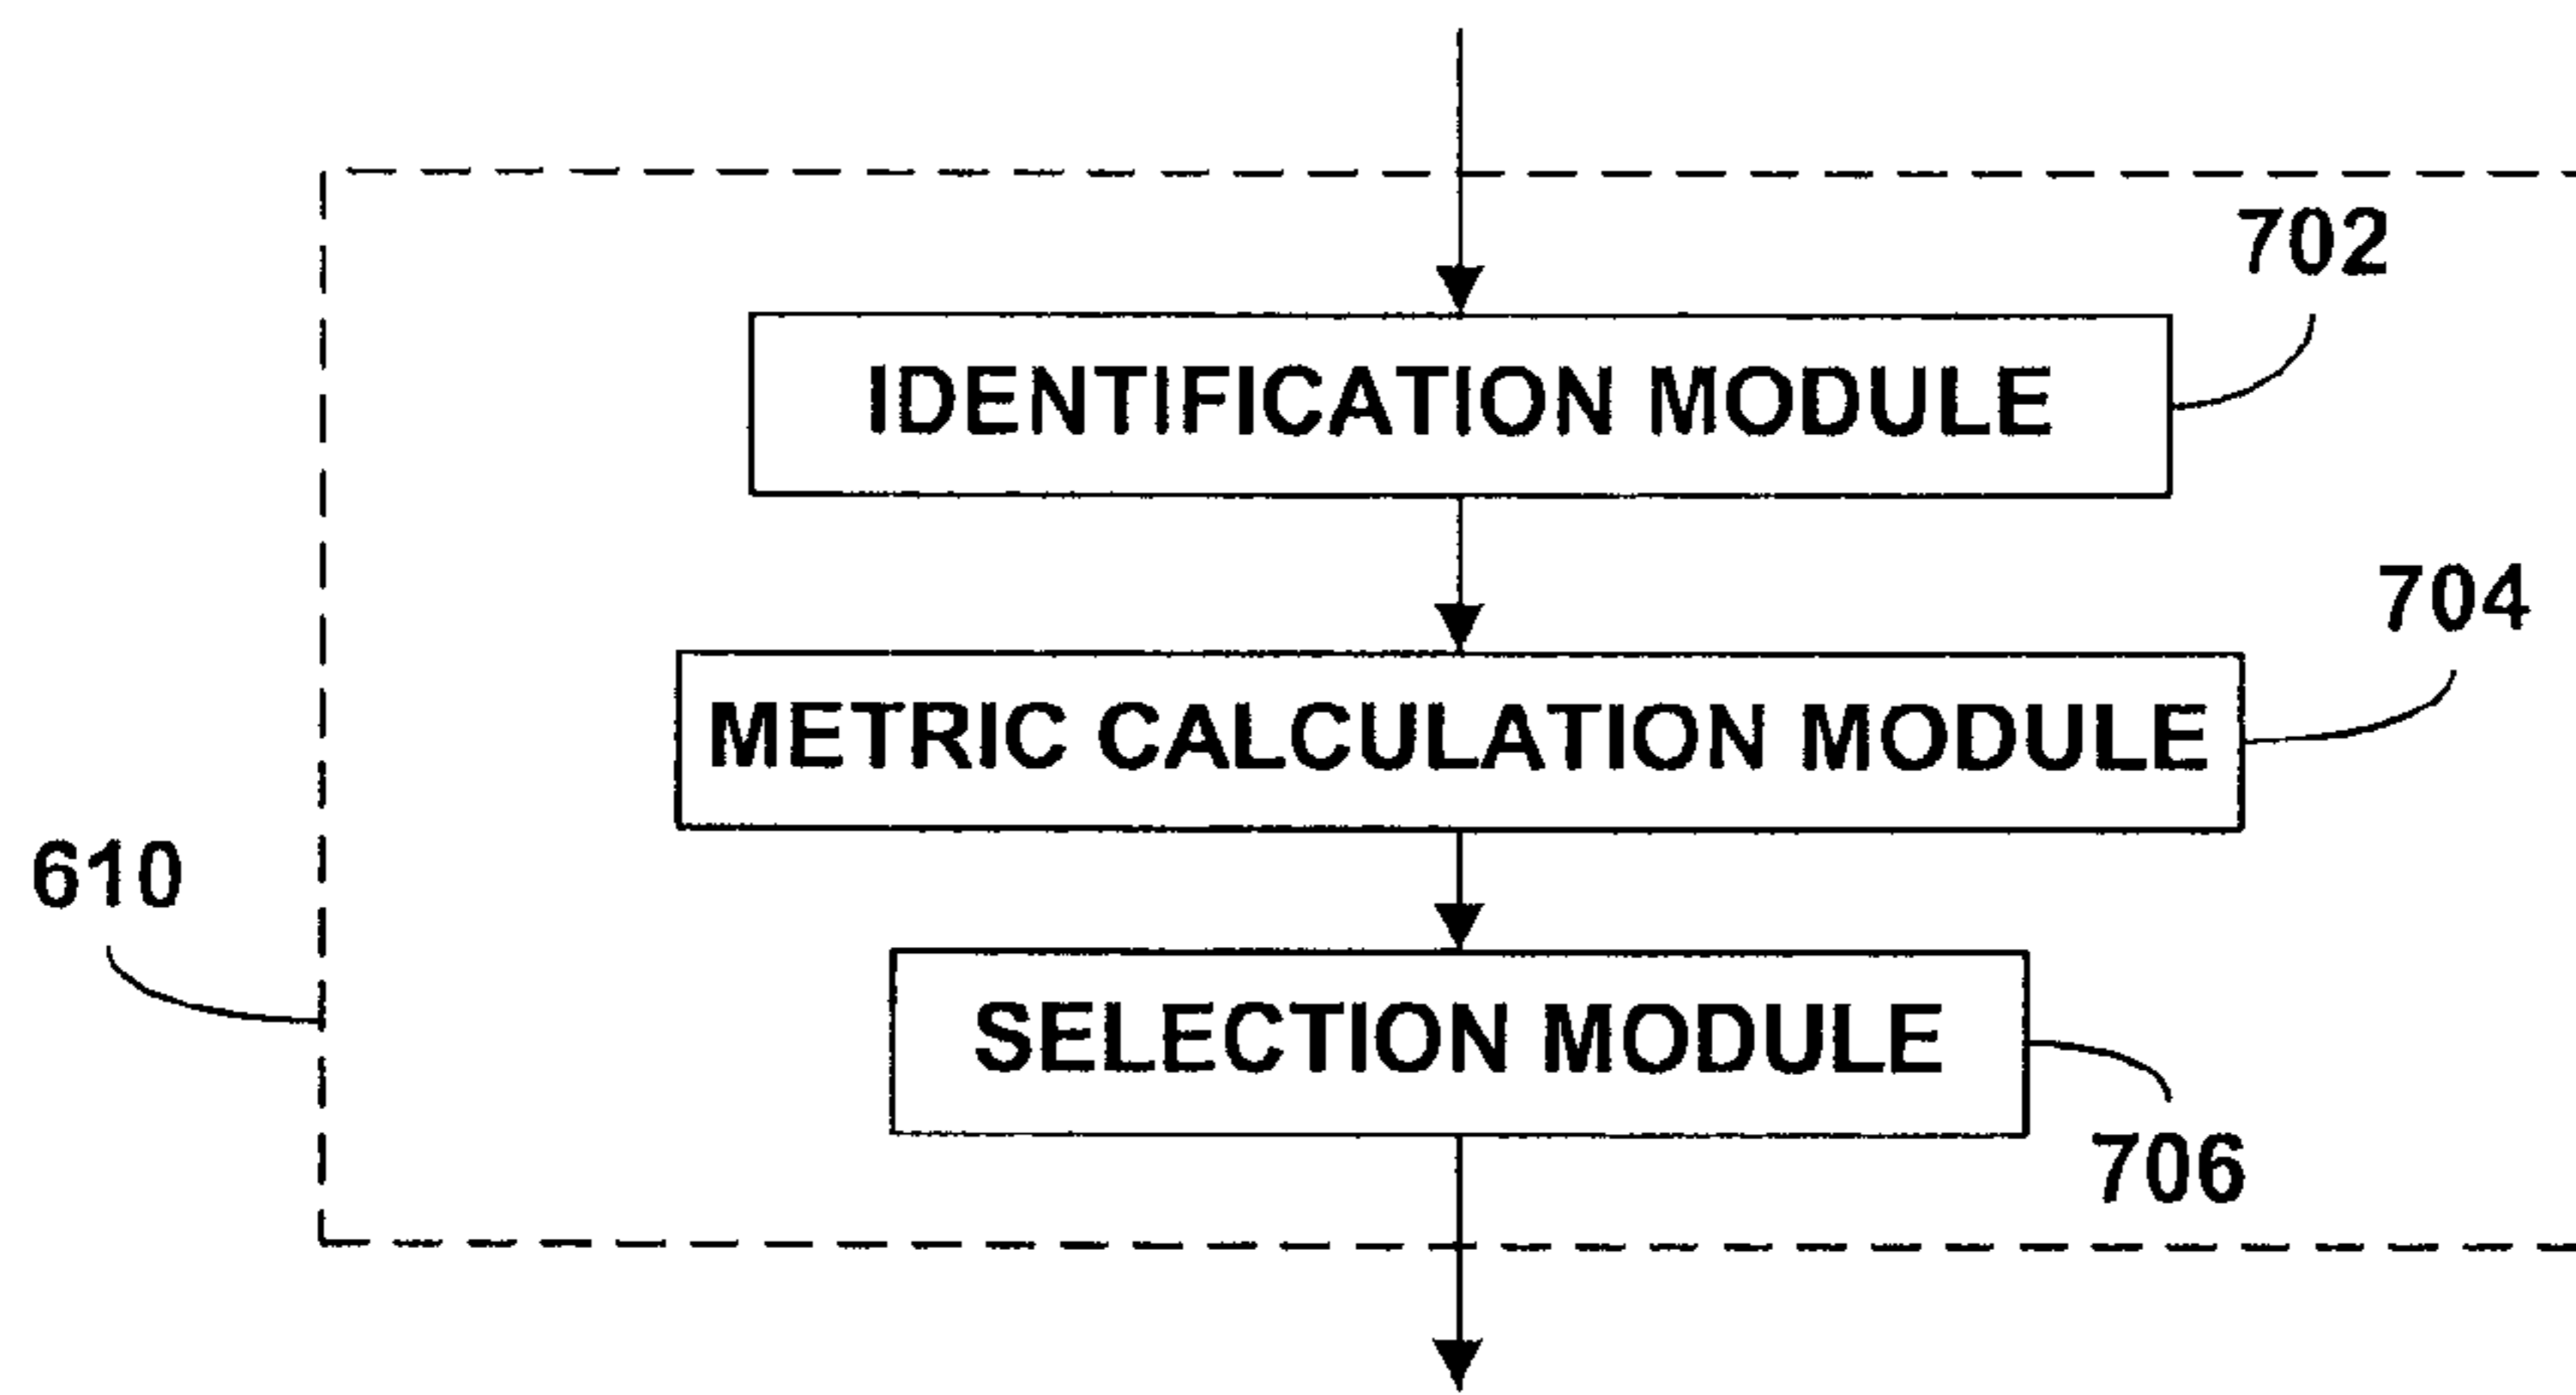 702
IDENTIFICATION MODULE
704
METRIC CALCULATION MODULE
610
SELECTION MODULE
706